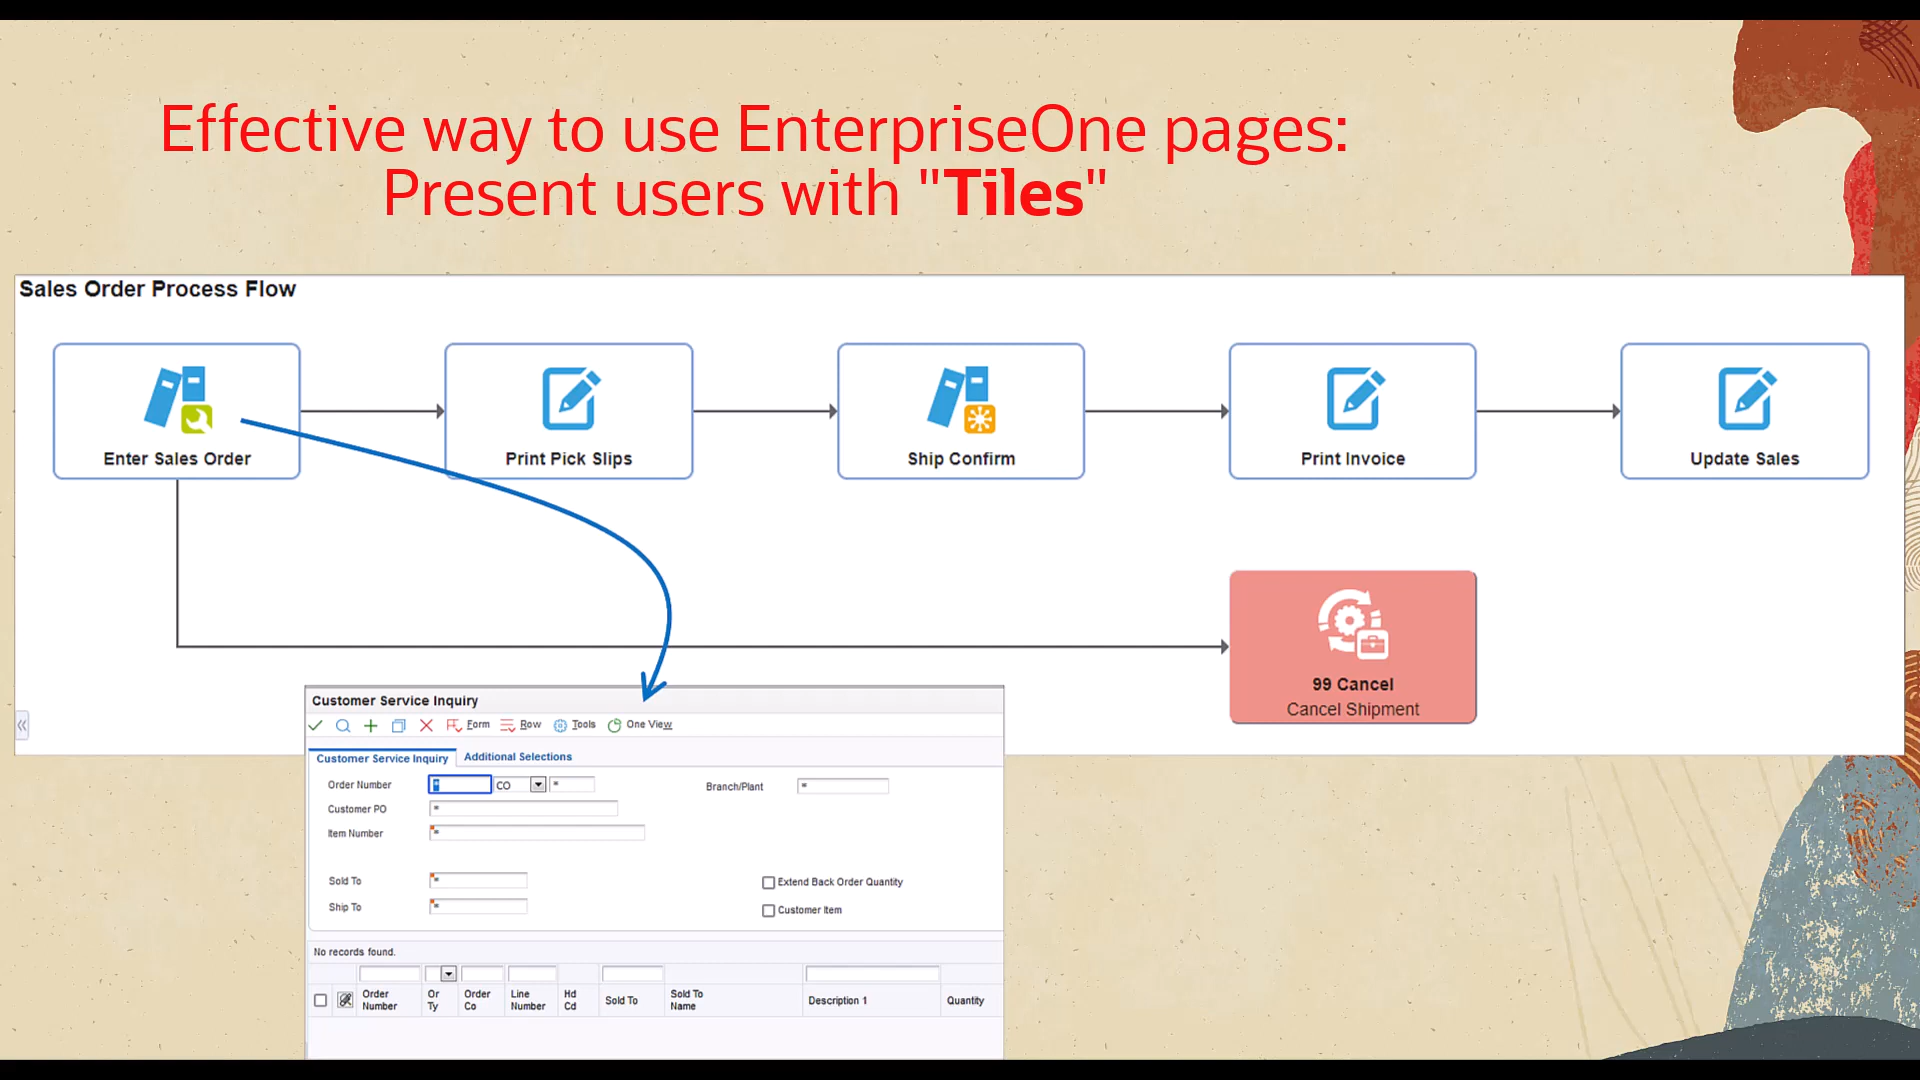 Effective way to use EnterpriseOne pages:
Present users with "Tiles"
Sales Order Process Flow
Enter Sales Order
Print Pick Slips
Ship Confirm
Print Invoice
Update Sales
99 Cancel
Cancel Shipment
Customer Service Inquiry
Form Row Tools One View
Customer Service Inquiry Additional Selections
Order Number * CO * Branch/Plant *
Customer PO *
Item Number *
Sold To * Extend Back Order Quantity
Ship To * Customer Item
No records found.
Order Number
Or Ty
Order Co
Line Number
Hd Cd
Sold To
Sold To Name
Description 1
Quantity